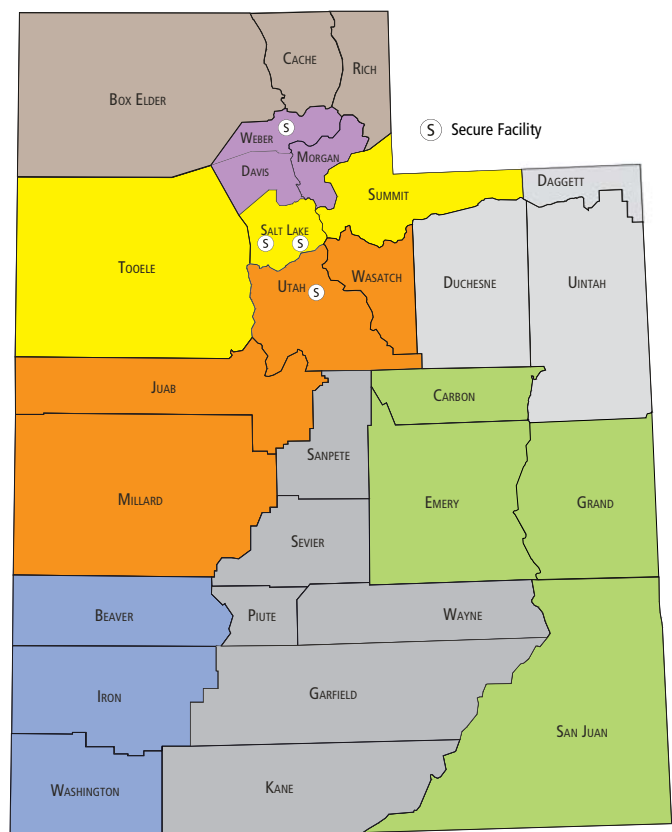 CACHE
RICH
BOX ELDER
S Secure Facility
WEBER S
MORGAN
DAVIS
SUMMIT
DAGGETT
SALT LAKE
S S
TOOELE
WASATCH
UTAH S
DUCHESNE
UINTAH
JUAB
CARBON
SANPETE
MILLARD
EMERY
GRAND
SEVIER
BEAVER
PIUTE
WAYNE
IRON
GARFIELD
SAN JUAN
WASHINGTON
KANE